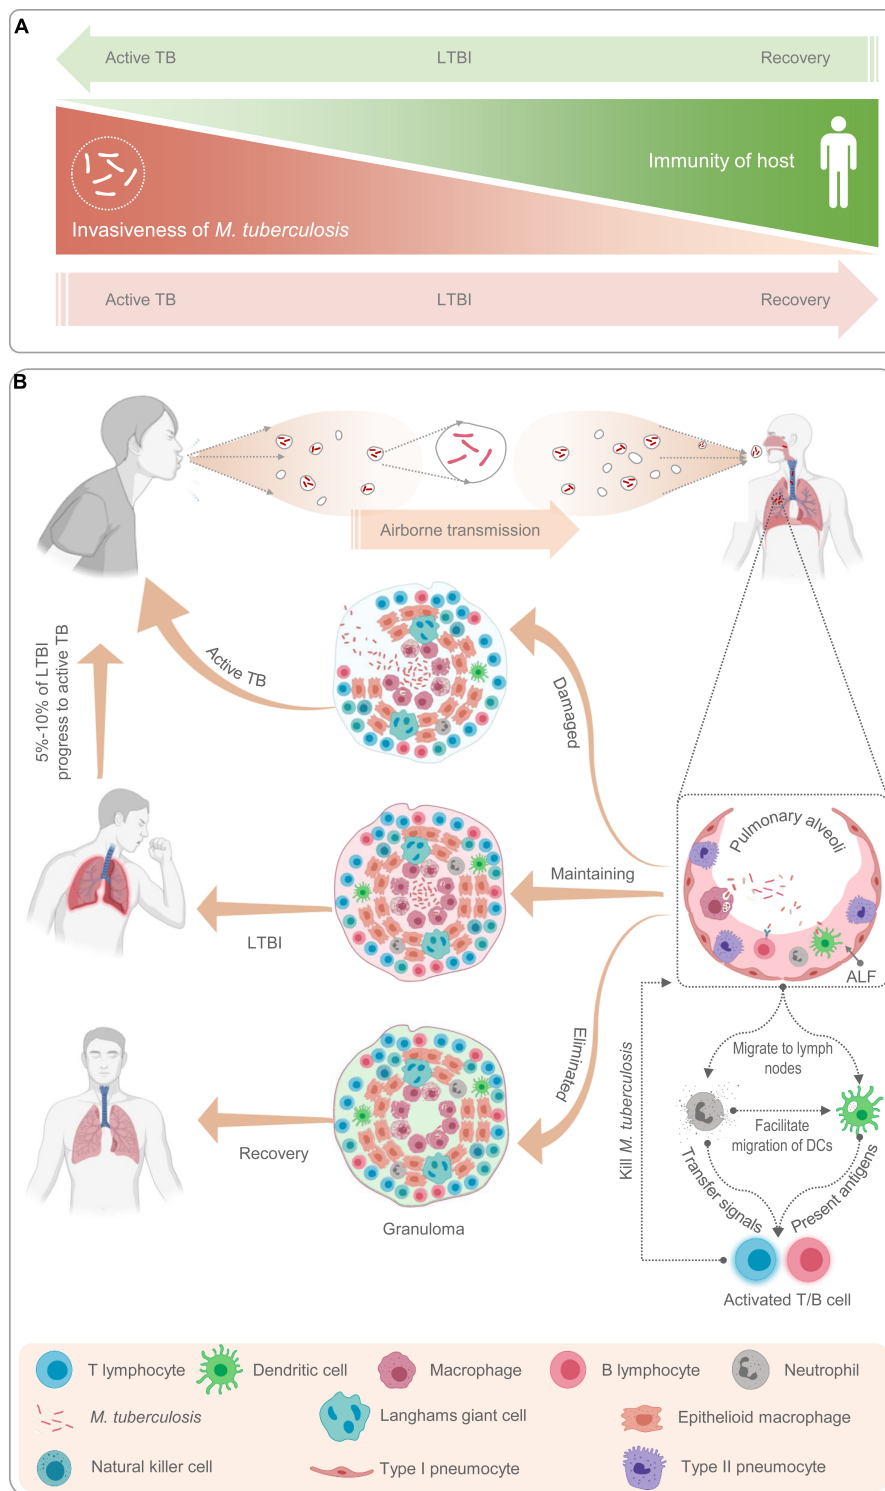 A
Active TB LTBI Recovery
Immunity of host
Invasiveness of M. tuberculosis
Active TB LTBI Recovery
B
Airborne transmission
5%-10% of LTBI
progress to active TB
Active TB
Damaged
Pulmonary alveoli
Maintaining
LTBI
ALF
Eliminated
Kill M. tuberculosis
Migrate to lymph
nodes
Facilitate
migration of DCs
Transfer signals
Present antigens
Recovery
Granuloma
Activated T/B cell
T lymphocyte Dendritic cell Macrophage B lymphocyte Neutrophil
M. tuberculosis Langhams giant cell Epithelioid macrophage
Natural killer cell Type I pneumocyte Type II pneumocyte